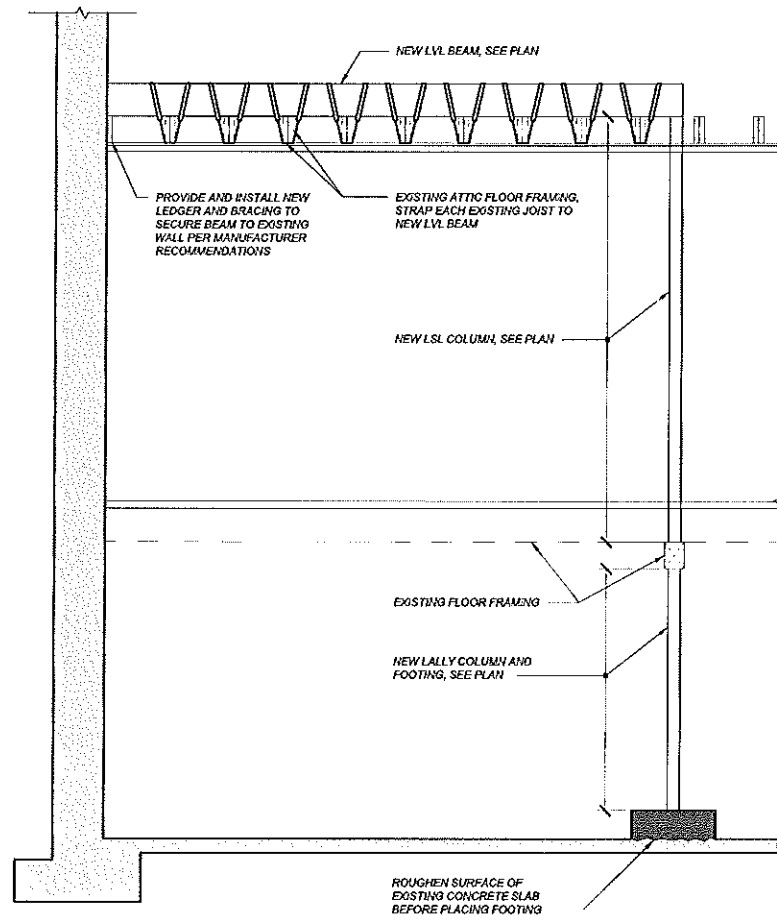 NEW LVL BEAM, SEE PLAN
PROVIDE AND INSTALL NEW
LEDGER AND BRACING TO
SECURE BEAM TO EXISTING
WALL PER MANUFACTURER
RECOMMENDATIONS
EXISTING ATTIC FLOOR FRAMING,
STRAP EACH EXISTING JOIST TO
NEW LVL BEAM
NEW LSL COLUMN, SEE PLAN
EXISTING FLOOR FRAMING
NEW LALLY COLUMN AND
FOOTING, SEE PLAN
ROUGHEN SURFACE OF
EXISTING CONCRETE SLAB
BEFORE PLACING FOOTING